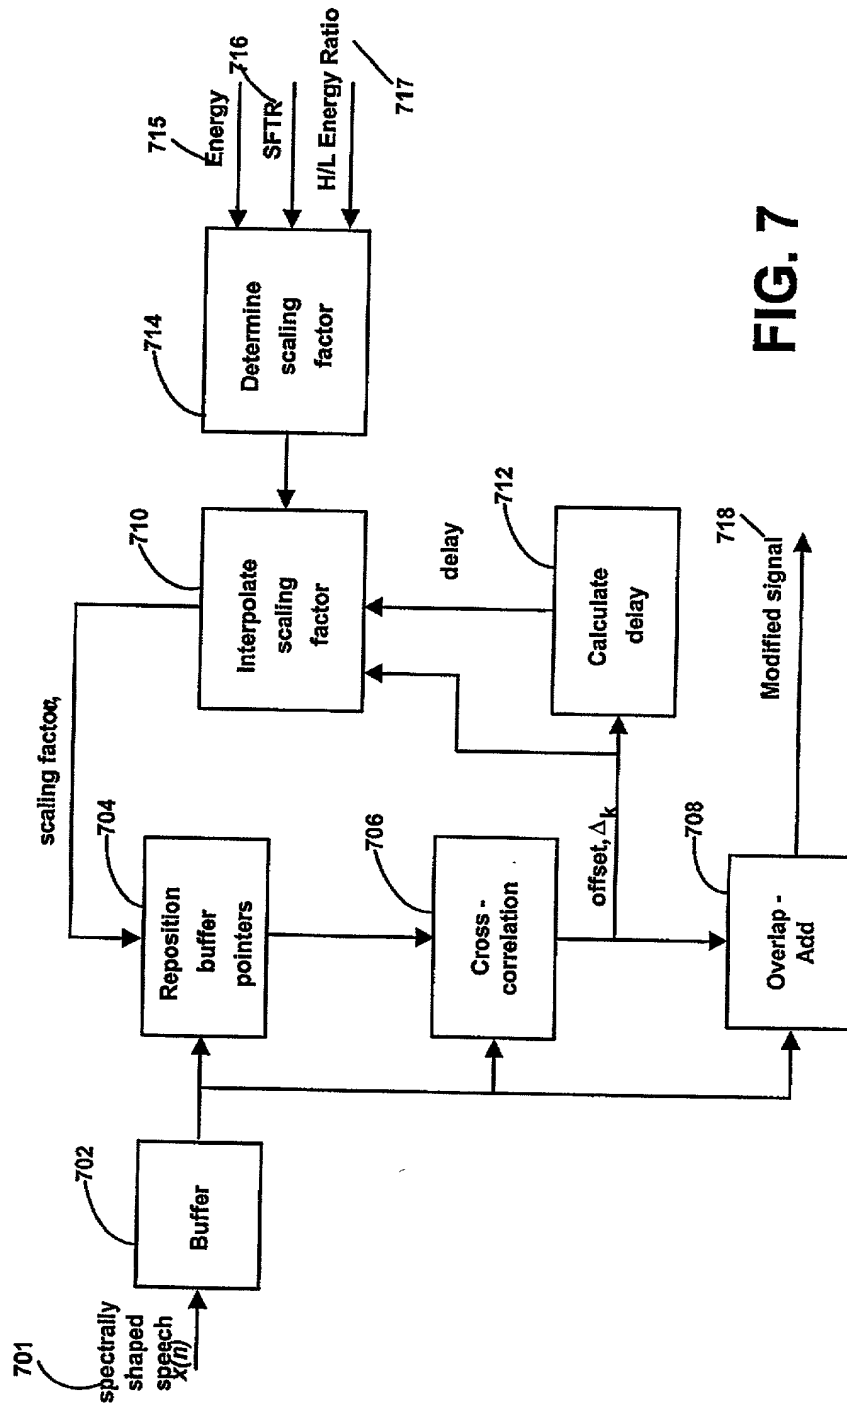 701
spectrally
shaped
speech
x(n)
702
Buffer
scaling factor,
704
Reposition
buffer
pointers
706
Cross -
correlation
offset, Δk
708
Overlap -
Add
710
Interpolate
scaling
factor
delay
712
Calculate
delay
718
Modified signal
714
Determine
scaling
factor
715
Energy
716
SFTR
H/L Energy Ratio
717
FIG. 7